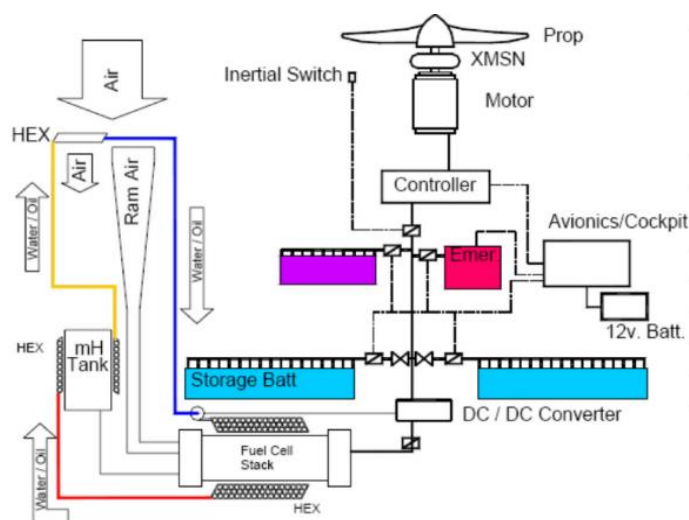 Prop
XMSN
Inertial Switch
Motor
Air
HEX
Air
Ram Air
Controller
Water / Oil
Water / Oil
Avionics/Cockpit
Emer
12v. Batt.
HEX
mH
Tank
Storage Batt
DC / DC Converter
Fuel Cell
Stack
Water / Oil
HEX